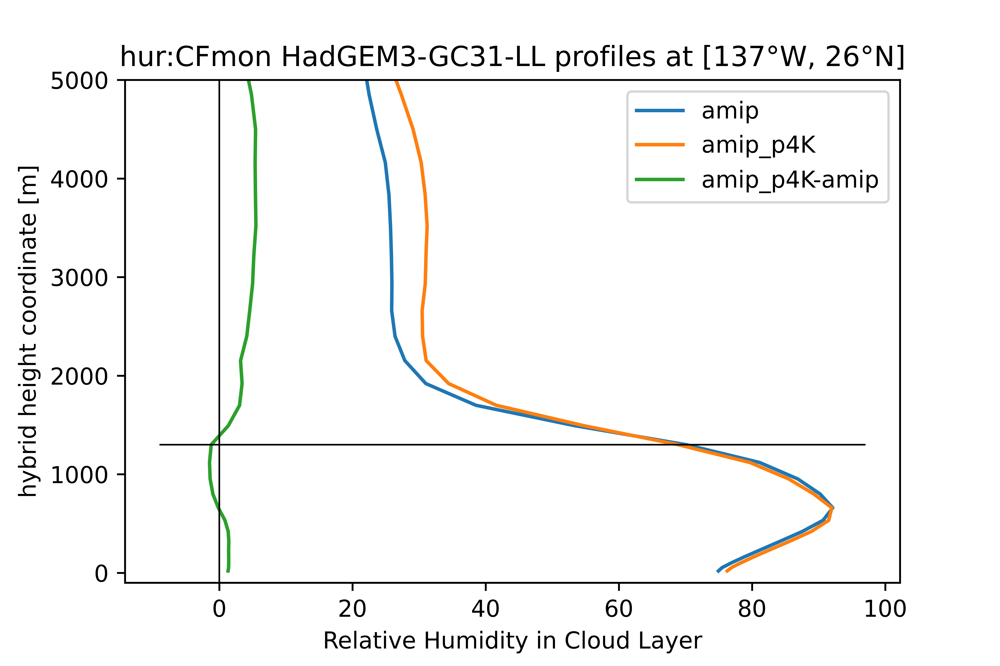 hur:CFmon HadGEM3-GC31-LL profiles at [137°W, 26°N]
5000
4000
3000
2000
1000
0
hybrid height coordinate [m]
amip
amip_p4K
amip_p4K-amip
0 20 40 60 80 100
Relative Humidity in Cloud Layer